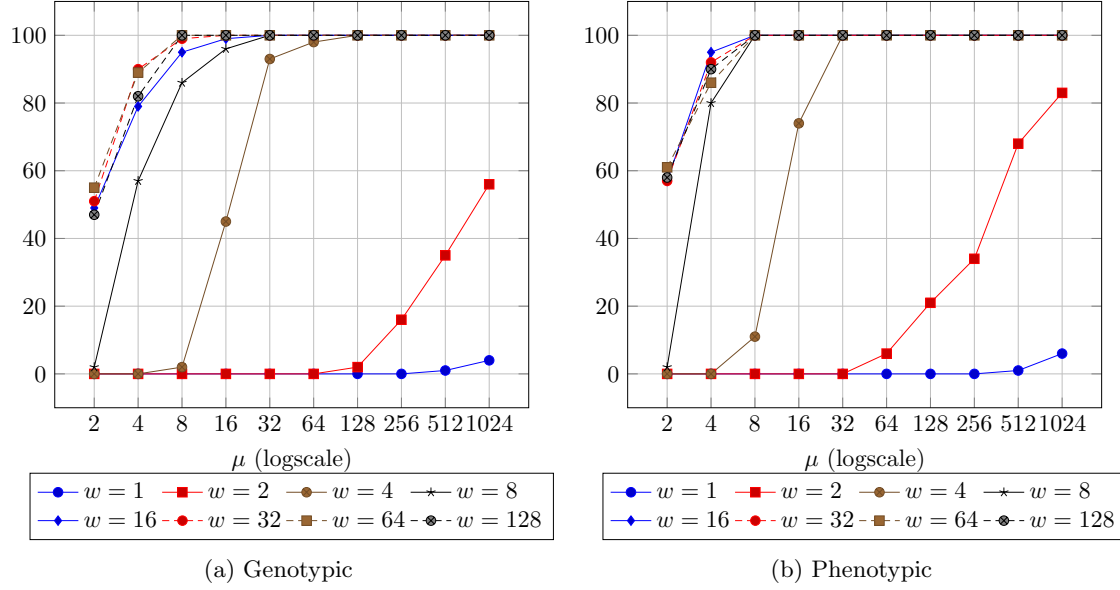 100
80
60
40
20
0
2 4 8 16 32 64 128 256 512 1024
μ (logscale)
w = 1 w = 2 w = 4 w = 8
w = 16 w = 32 w = 64 w = 128
(a) Genotypic
100
80
60
40
20
0
2 4 8 16 32 64 128 256 512 1024
μ (logscale)
w = 1 w = 2 w = 4 w = 8
w = 16 w = 32 w = 64 w = 128
(b) Phenotypic